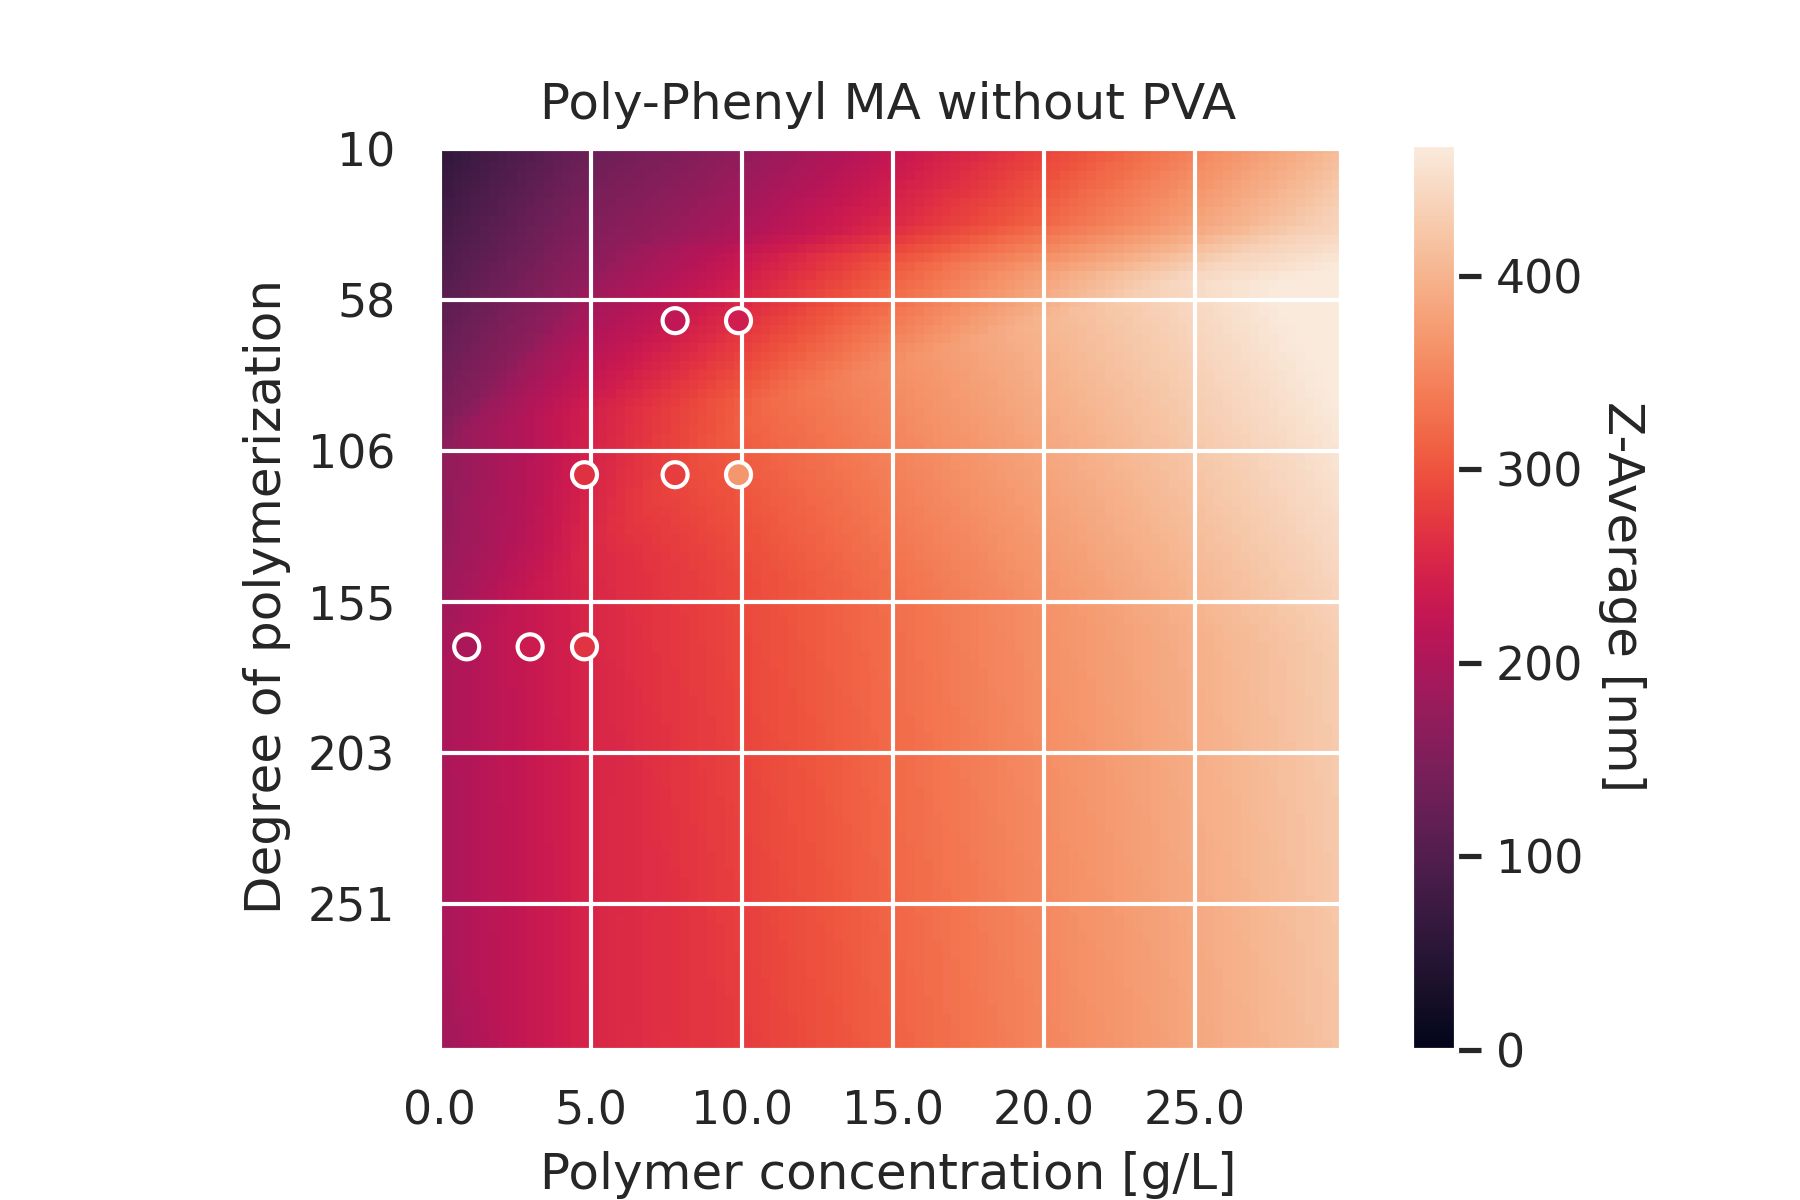 Poly-Phenyl MA without PVA
10
58
106
155
203
251
Degree of polymerization
0.0 5.0 10.0 15.0 20.0 25.0
Polymer concentration [g/L]
400
300
200
100
0
Z-Average [nm]